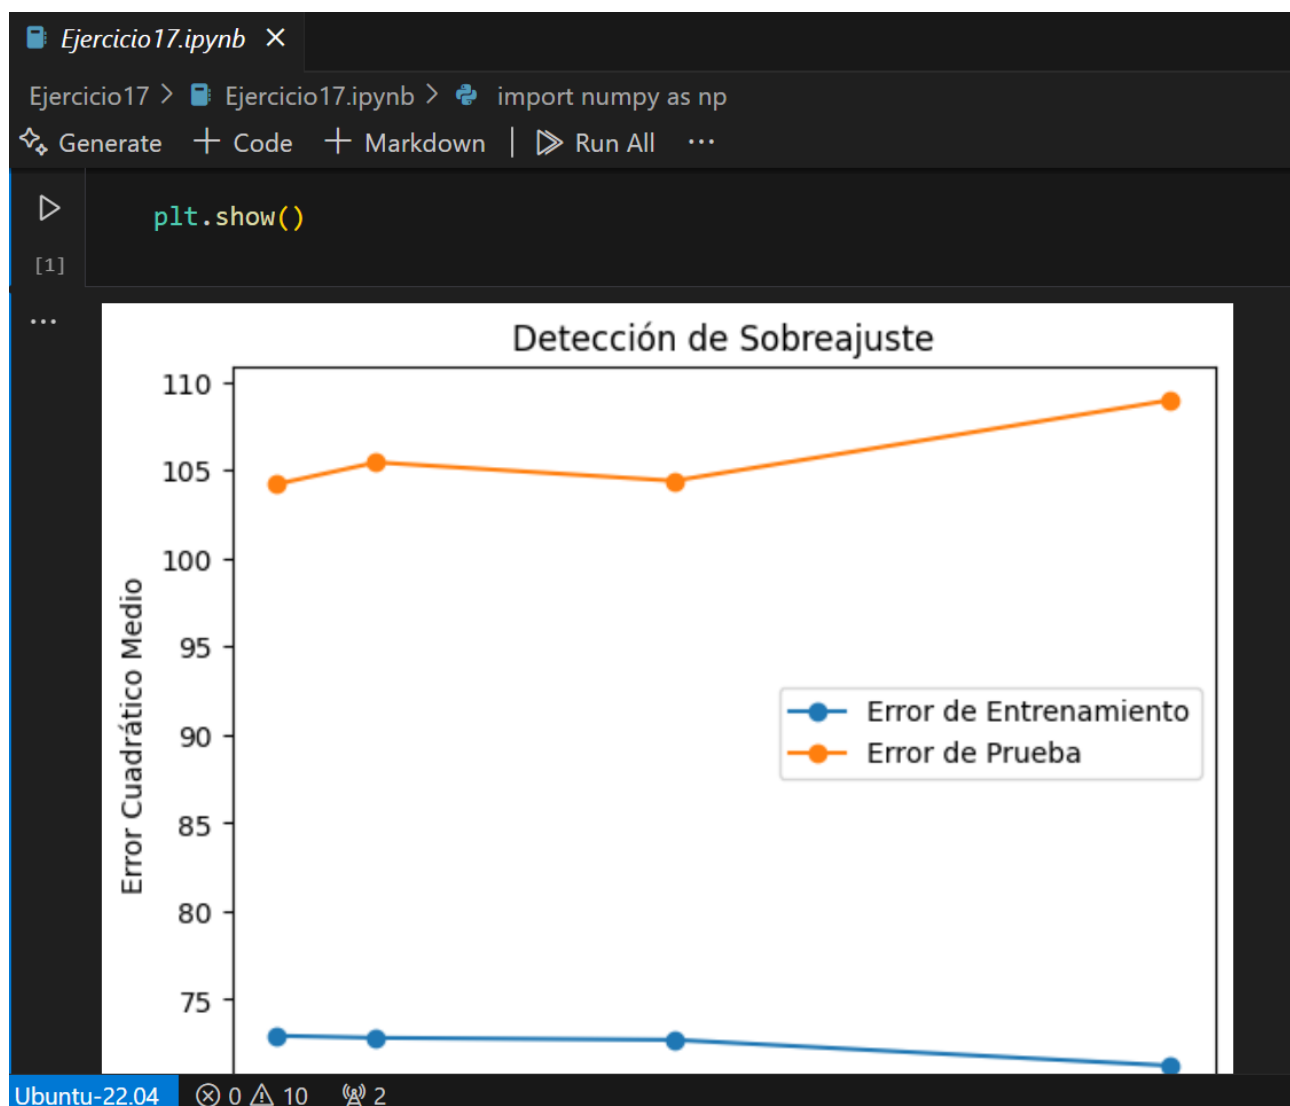 Ejercicio17.ipynb
Ejercicio17 > Ejercicio17.ipynb > import numpy as np
Generate + Code + Markdown | Run All ...
plt.show()
[1]
...
Detección de Sobreajuste
110
105
100
95
90
85
80
75
Error Cuadrático Medio
Error de Entrenamiento
Error de Prueba
Ubuntu-22.04 0 10 2